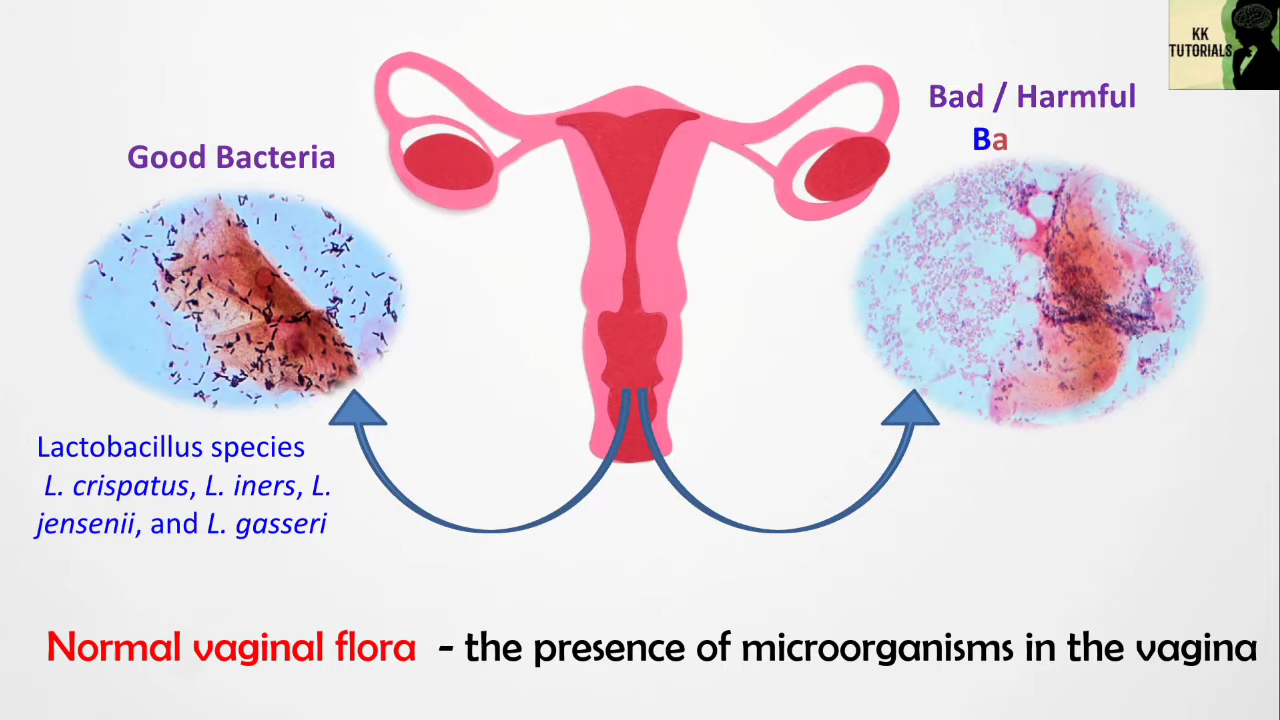 KK
TUTORIALS
Bad / Harmful
Ba
Good Bacteria
Lactobacillus species
L. crispatus, L. iners, L.
jensenii, and L. gasseri
Normal vaginal flora - the presence of microorganisms in the vagina